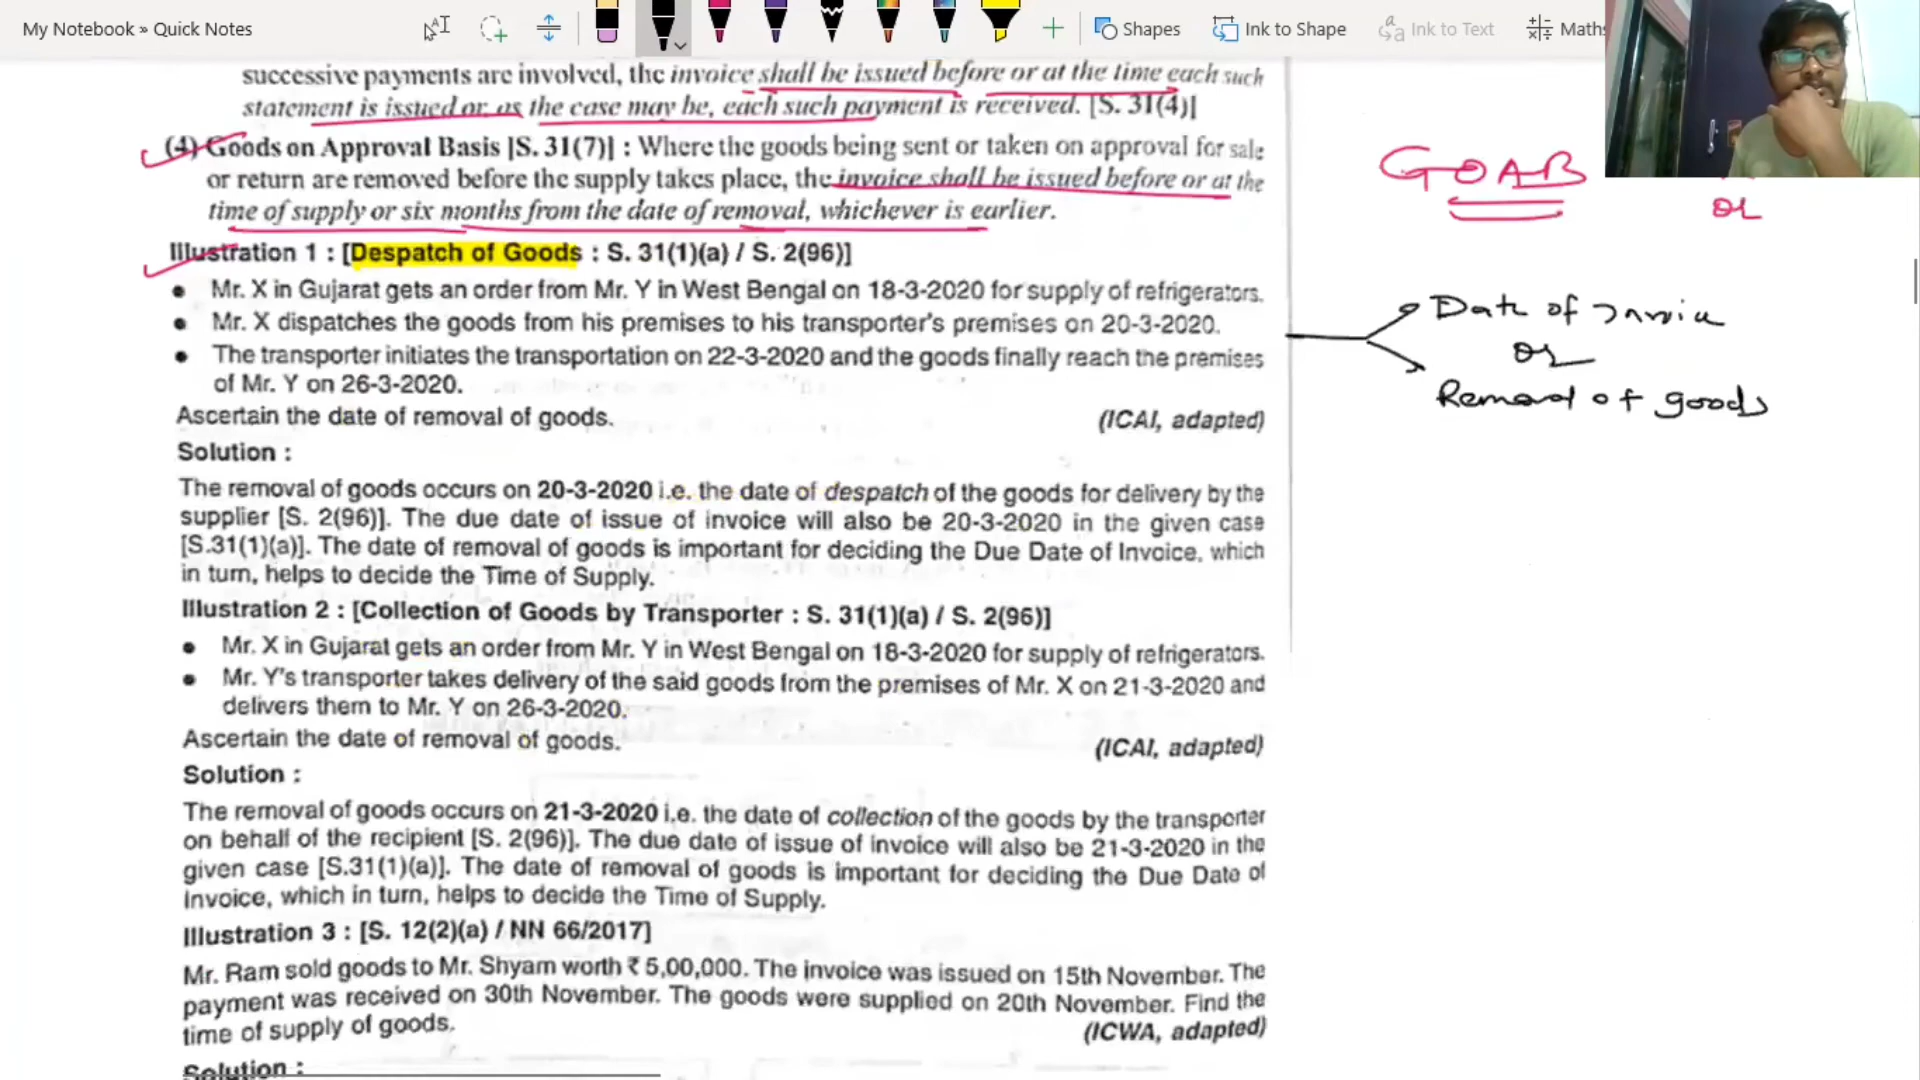 My Notebook » Quick Notes
Shapes
Ink to Shape
Ink to Text
successive payments are involved, the invoice shall be issued before or at the time each such
statement is issued or, as the case may be, each such payment is received. [S. 31(4)]
(4) Goods on Approval Basis [S. 31(7)] : Where the goods being sent or taken on approval for sale
or return are removed before the supply takes place, the invoice shall be issued before or at the
time of supply or six months from the date of removal, whichever is earlier.
GOAB
or
Illustration 1 : [Despatch of Goods : S. 31(1)(a) / S. 2(96)]
• Mr. X in Gujarat gets an order from Mr. Y in West Bengal on 18-3-2020 for supply of refrigerators.
• Mr. X dispatches the goods from his premises to his transporter's premises on 20-3-2020.
• The transporter initiates the transportation on 22-3-2020 and the goods finally reach the premises
of Mr. Y on 26-3-2020.
Ascertain the date of removal of goods. (ICAI, adapted)
Date of Invoice
or
Removal of goods
Solution :
The removal of goods occurs on 20-3-2020 i.e. the date of despatch of the goods for delivery by the
supplier [S. 2(96)]. The due date of issue of invoice will also be 20-3-2020 in the given case
[S.31(1)(a)]. The date of removal of goods is important for deciding the Due Date of Invoice, which
in turn, helps to decide the Time of Supply.
Illustration 2 : [Collection of Goods by Transporter : S. 31(1)(a) / S. 2(96)]
• Mr. X in Gujarat gets an order from Mr. Y in West Bengal on 18-3-2020 for supply of refrigerators.
• Mr. Y's transporter takes delivery of the said goods from the premises of Mr. X on 21-3-2020 and
delivers them to Mr. Y on 26-3-2020.
Ascertain the date of removal of goods. (ICAI, adapted)
Solution :
The removal of goods occurs on 21-3-2020 i.e. the date of collection of the goods by the transporter
on behalf of the recipient [S. 2(96)]. The due date of issue of invoice will also be 21-3-2020 in the
given case [S.31(1)(a)]. The date of removal of goods is important for deciding the Due Date of
Invoice, which in turn, helps to decide the Time of Supply.
Illustration 3 : [S. 12(2)(a) / NN 66/2017]
Mr. Ram sold goods to Mr. Shyam worth ₹ 5,00,000. The invoice was issued on 15th November. The
payment was received on 30th November. The goods were supplied on 20th November. Find the
time of supply of goods. (ICWA, adapted)
Solution :